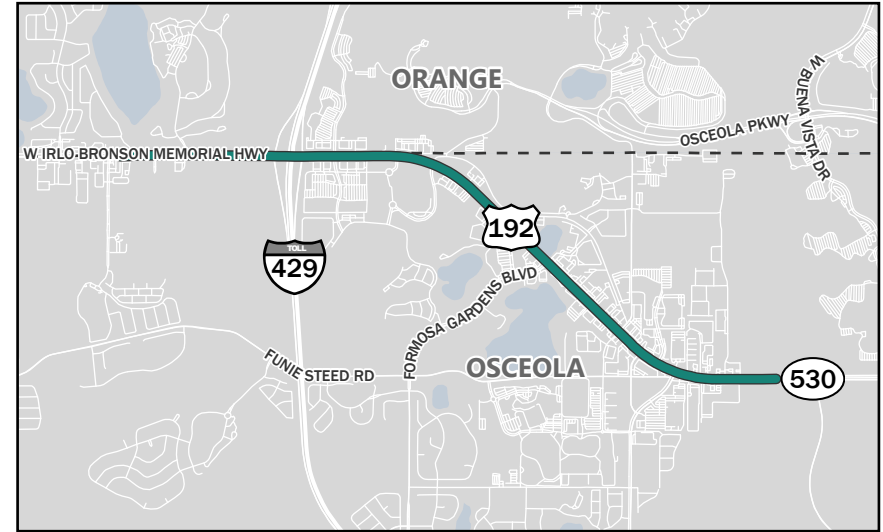 ORANGE
OSCEOLA PKWY
W BUENA VISTA DR
W IRLO BRONSON MEMORIAL HWY
192
TOLL
429
FORMOSA GARDENS BLVD
FUNIE STEED RD
OSCEOLA
530